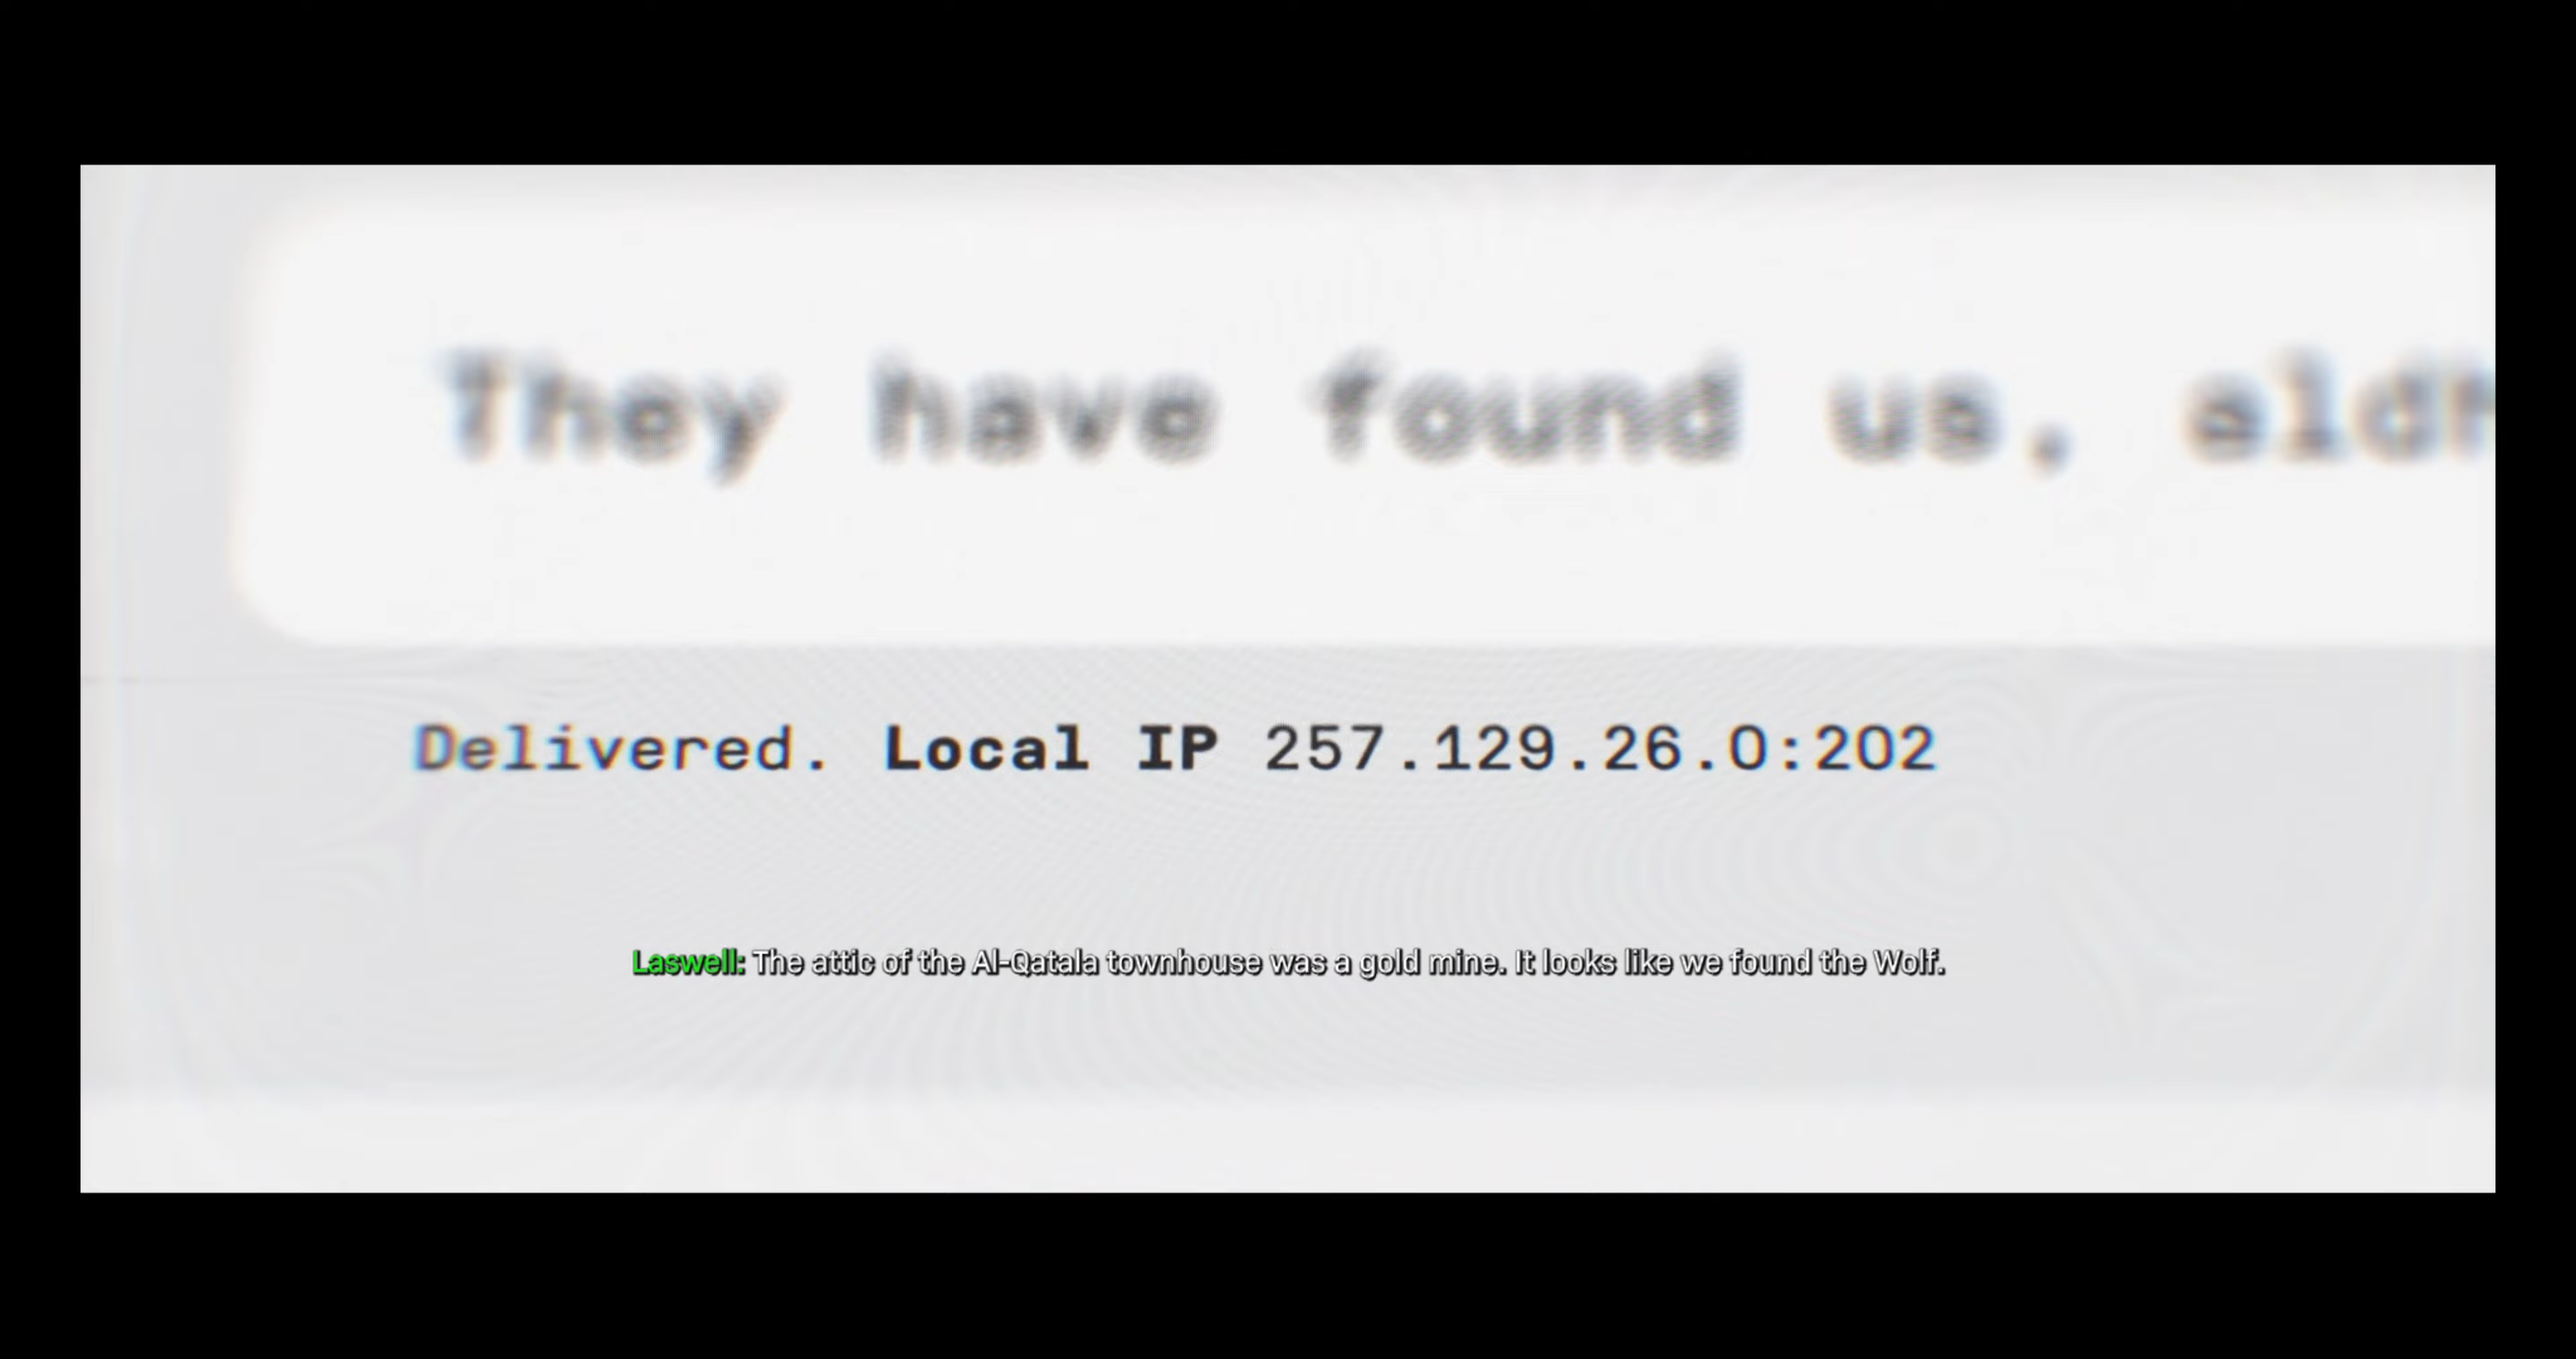 They have found us,
Delivered. Local IP 257.129.26.0:202
Laswell: The attic of the Al-Qatala townhouse was a gold mine. It looks like we found the Wolf.